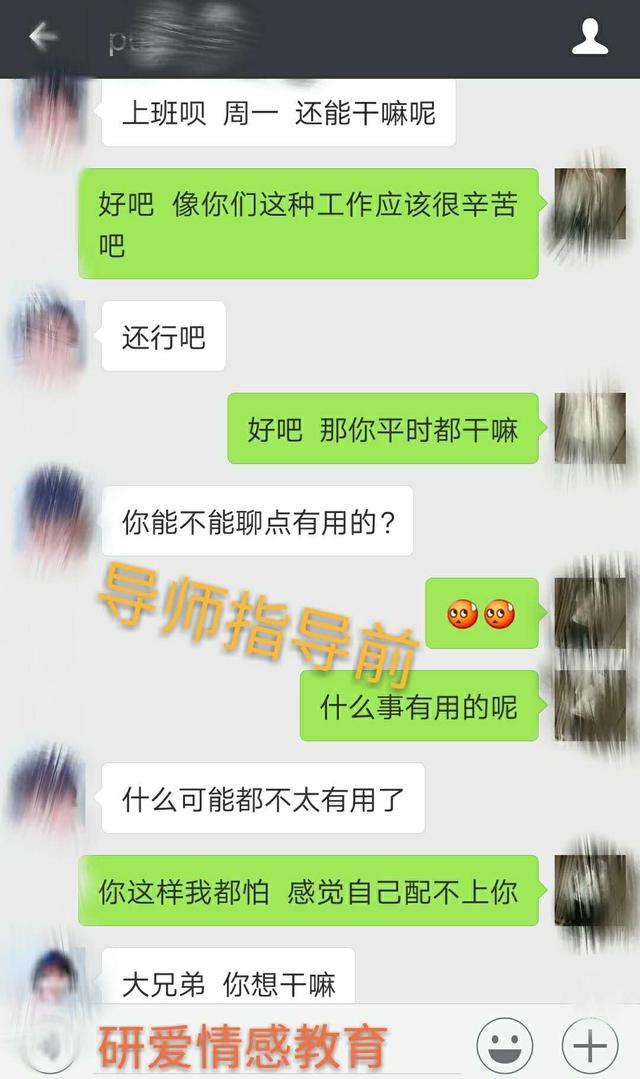 上班呗 周一 还能干嘛呢
好吧 像你们这种工作应该很辛苦
吧
还行吧
好吧 那你平时都干嘛
你能不能聊点有用的?
导师指导前
什么事有用的呢
什么可能都不太有用了
你这样我都怕 感觉自己配不上你
大兄弟 你想干嘛
研爱情感教育